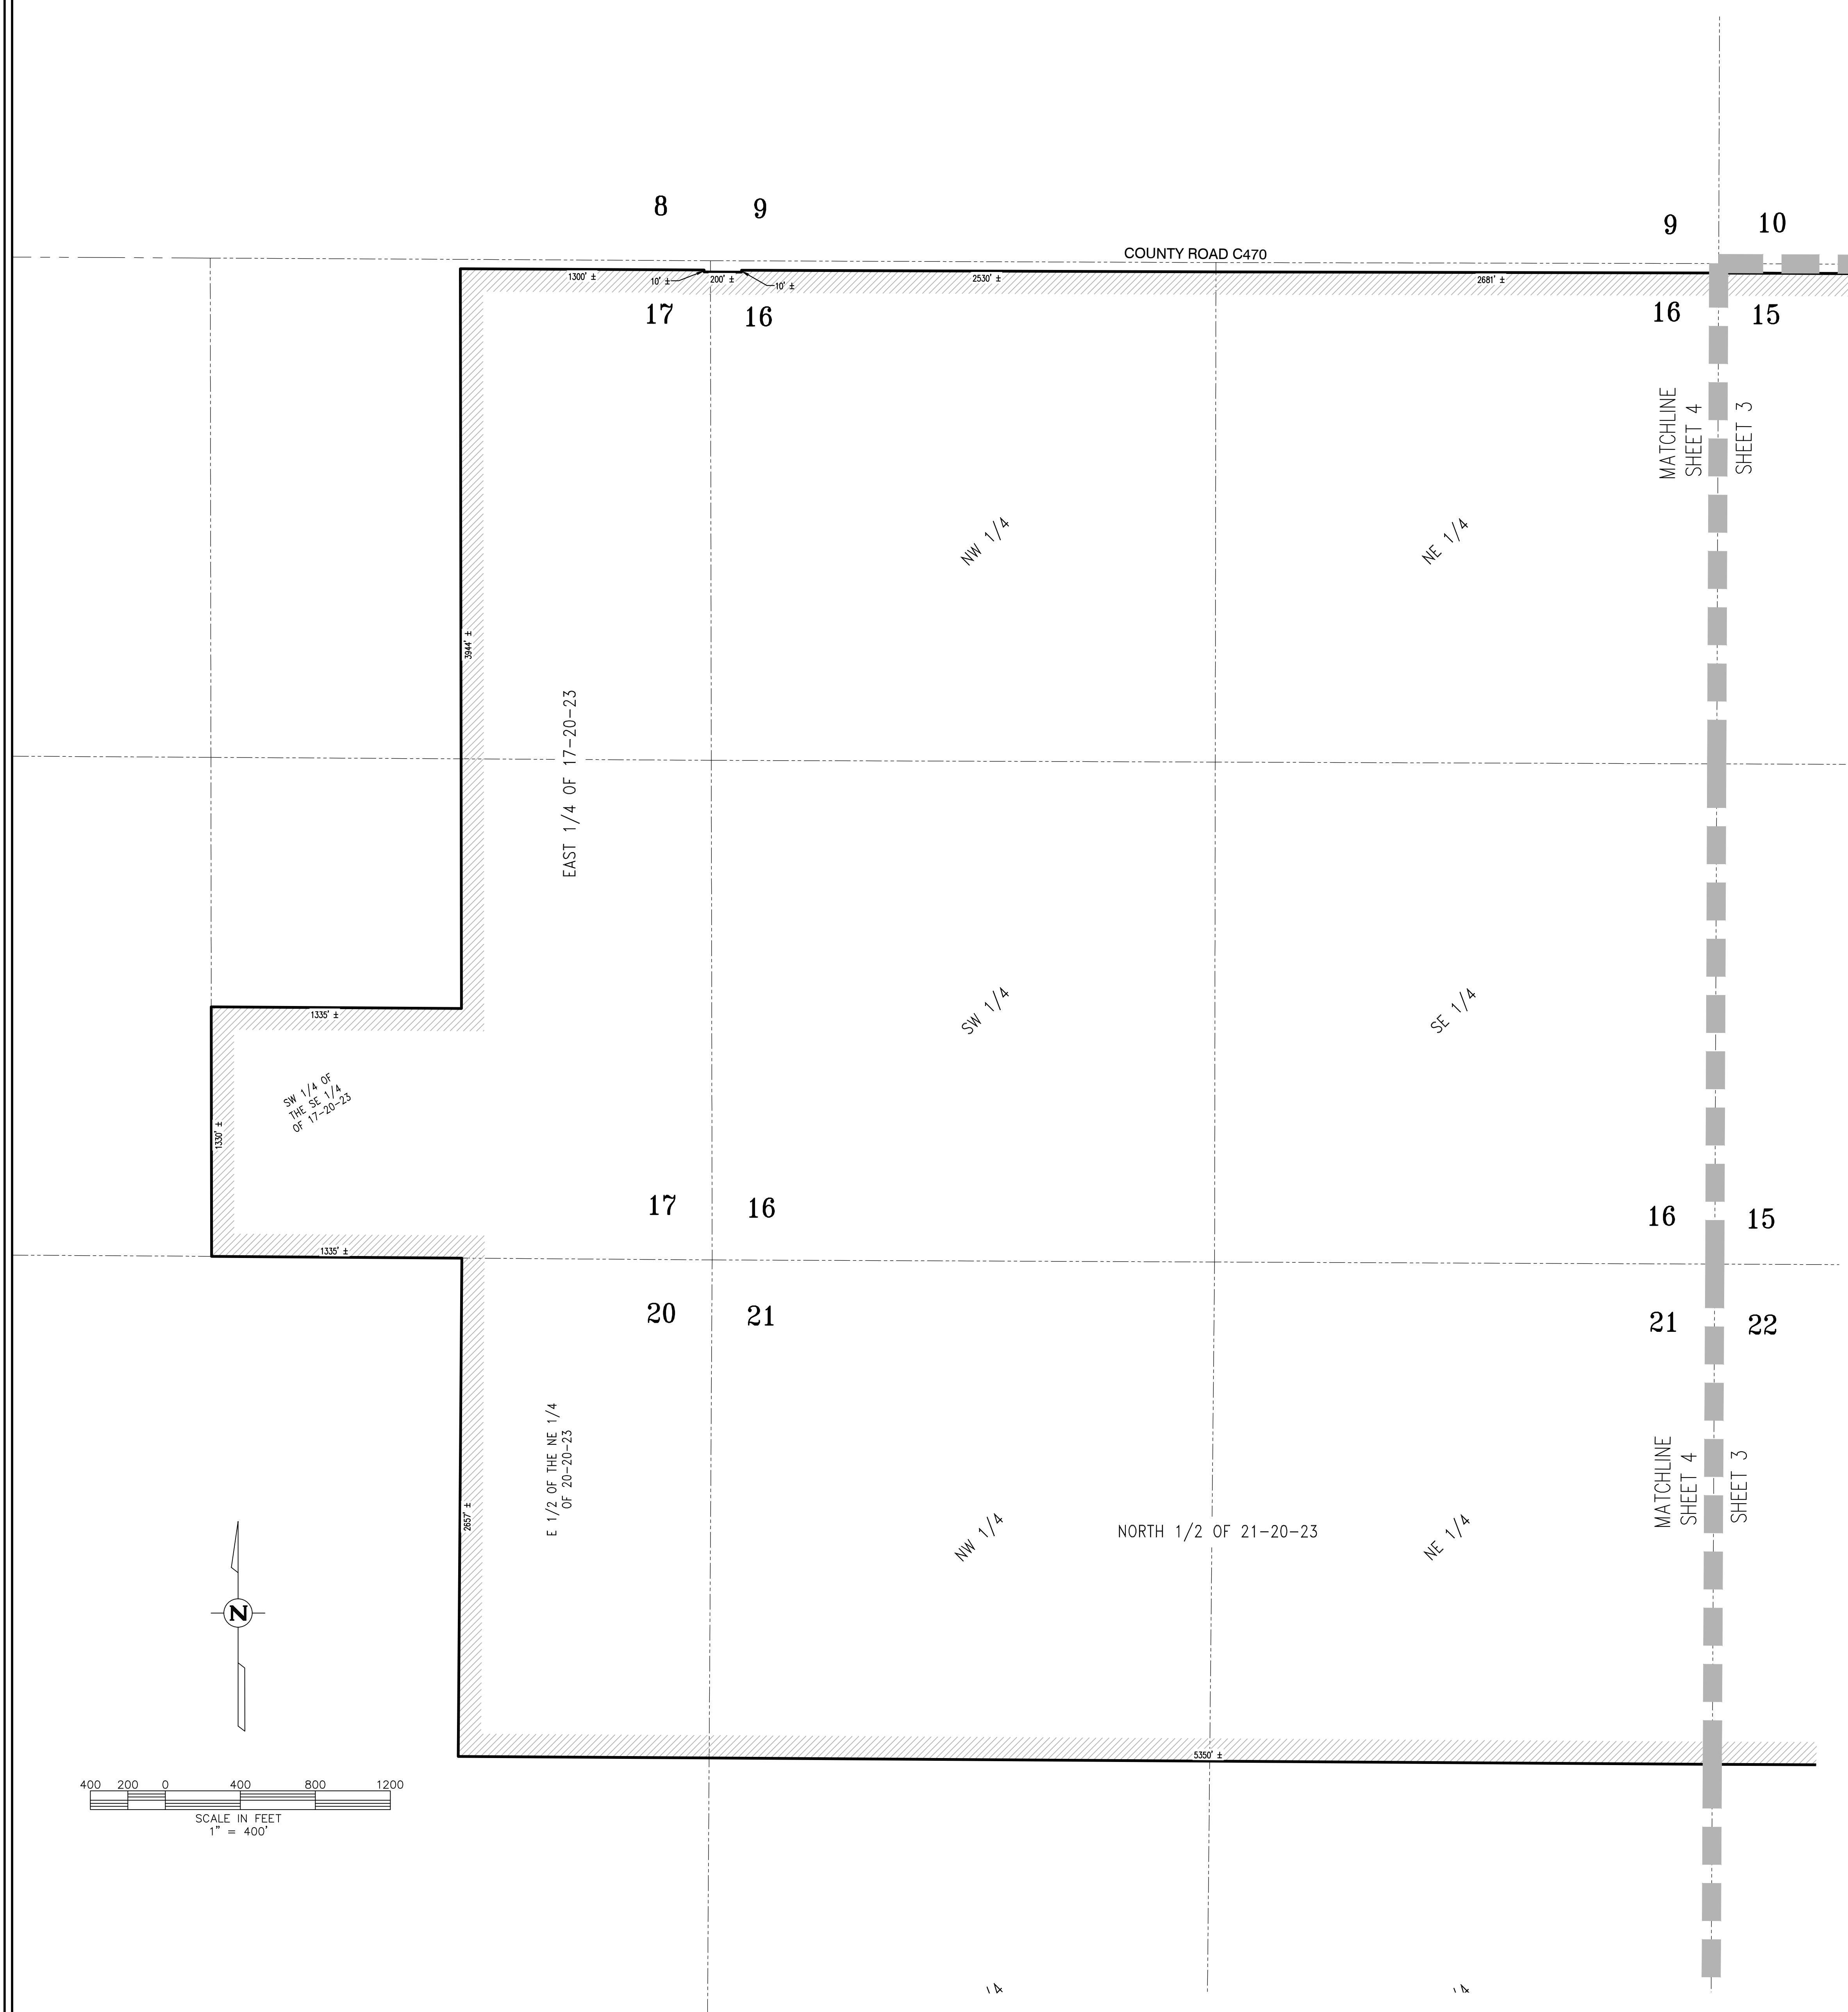 8
9
9
10
COUNTY ROAD C470
1300' ±
10' ±
200' ±
10' ±
2530' ±
2681' ±
17
16
16
15
MATCHLINE
SHEET 4
SHEET 3
NW 1/4
NE 1/4
3944' ±
EAST 1/4 OF 17-20-23
1335' ±
SW 1/4
SE 1/4
SW 1/4 OF
THE SE 1/4
OF 17-20-23
1330' ±
17
16
16
15
1335' ±
20
21
21
22
E 1/2 OF THE NE 1/4
OF 20-20-23
MATCHLINE
SHEET 4
SHEET 3
2657' ±
NW 1/4
NORTH 1/2 OF 21-20-23
NE 1/4
N
5350' ±
400 200 0 400 800 1200
SCALE IN FEET
1" = 400'